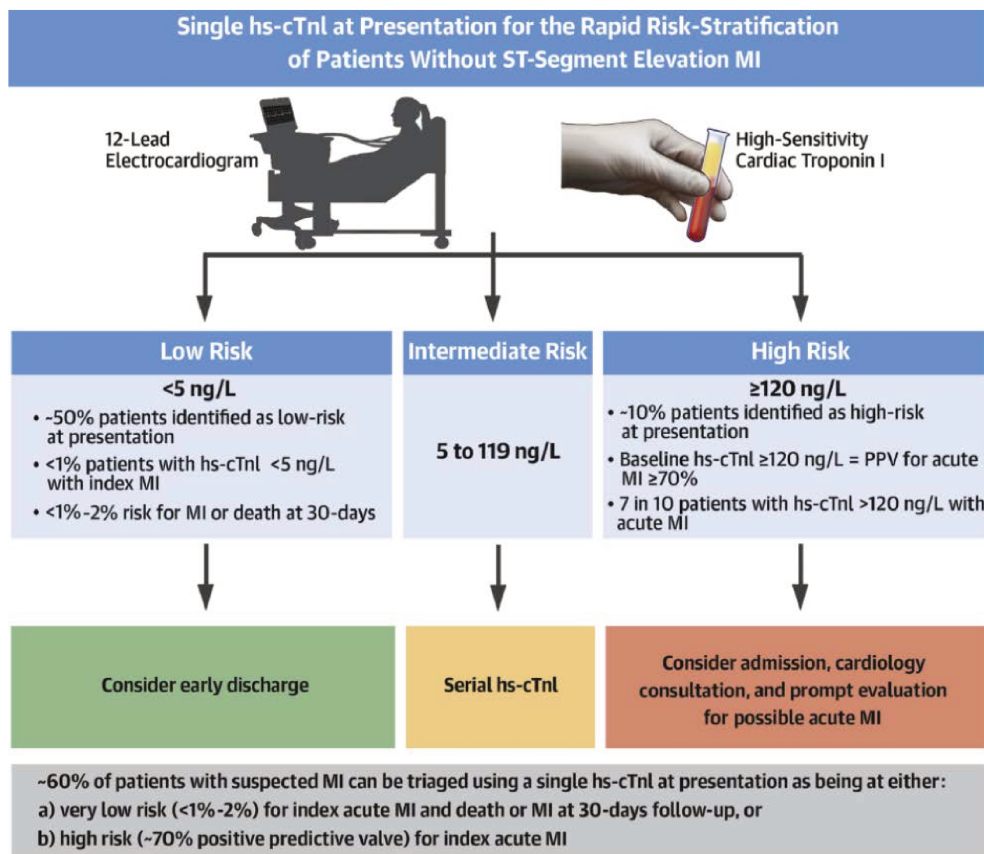 Single hs-cTnl at Presentation for the Rapid Risk-Stratification
of Patients Without ST-Segment Elevation MI
12-Lead
Electrocardiogram
High-Sensitivity
Cardiac Troponin I
Low Risk
<5 ng/L
• ~50% patients identified as low-risk
at presentation
• <1% patients with hs-cTnl <5 ng/L
with index MI
• <1%-2% risk for MI or death at 30-days
Intermediate Risk
5 to 119 ng/L
High Risk
≥120 ng/L
• ~10% patients identified as high-risk
at presentation
• Baseline hs-cTnl ≥120 ng/L = PPV for acute
MI ≥70%
• 7 in 10 patients with hs-cTnl >120 ng/L with
acute MI
Consider early discharge
Serial hs-cTnl
Consider admission, cardiology
consultation, and prompt evaluation
for possible acute MI
~60% of patients with suspected MI can be triaged using a single hs-cTnl at presentation as being at either:
a) very low risk (<1%-2%) for index acute MI and death or MI at 30-days follow-up, or
b) high risk (~70% positive predictive valve) for index acute MI